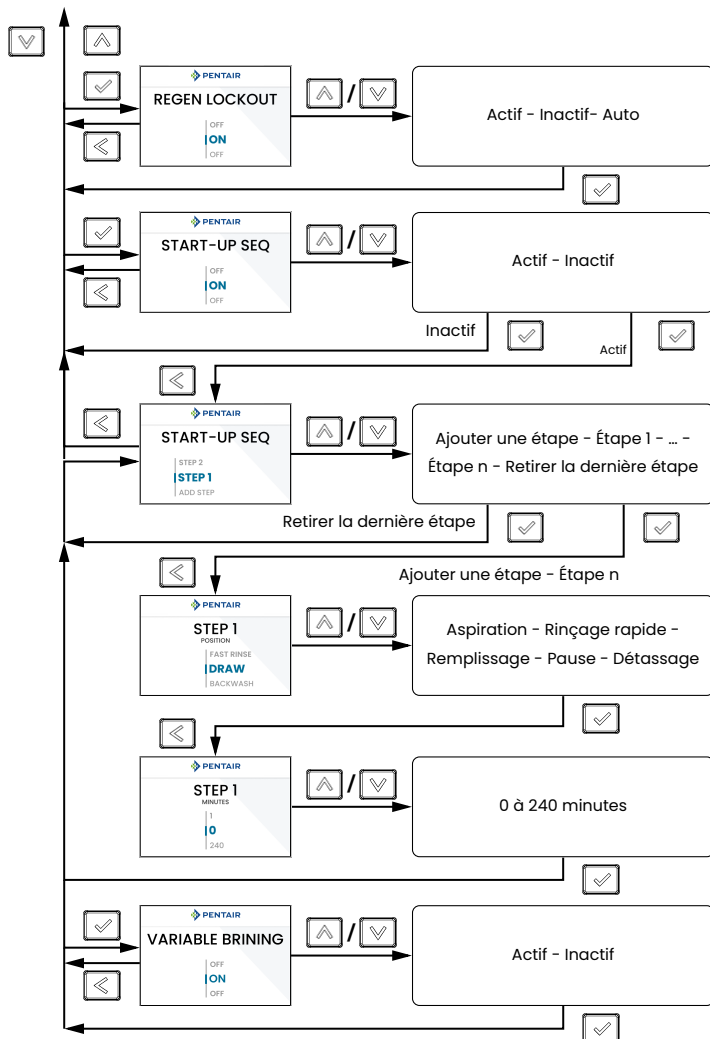 PENTAIR
REGEN LOCKOUT
OFF
ON
OFF
/
Actif - Inactif- Auto
PENTAIR
START-UP SEQ
OFF
ON
OFF
/
Actif - Inactif
Inactif
Actif
PENTAIR
START-UP SEQ
STEP 2
STEP 1
ADD STEP
/
Ajouter une étape - Étape 1 - ... -
Étape n - Retirer la dernière étape
Retirer la dernière étape
Ajouter une étape - Étape n
PENTAIR
STEP 1
POSITION
FAST RINSE
DRAW
BACKWASH
/
Aspiration - Rinçage rapide -
Remplissage - Pause - Détassage
PENTAIR
STEP 1
MINUTES
1
0
240
/
0 à 240 minutes
PENTAIR
VARIABLE BRINING
OFF
ON
OFF
/
Actif - Inactif